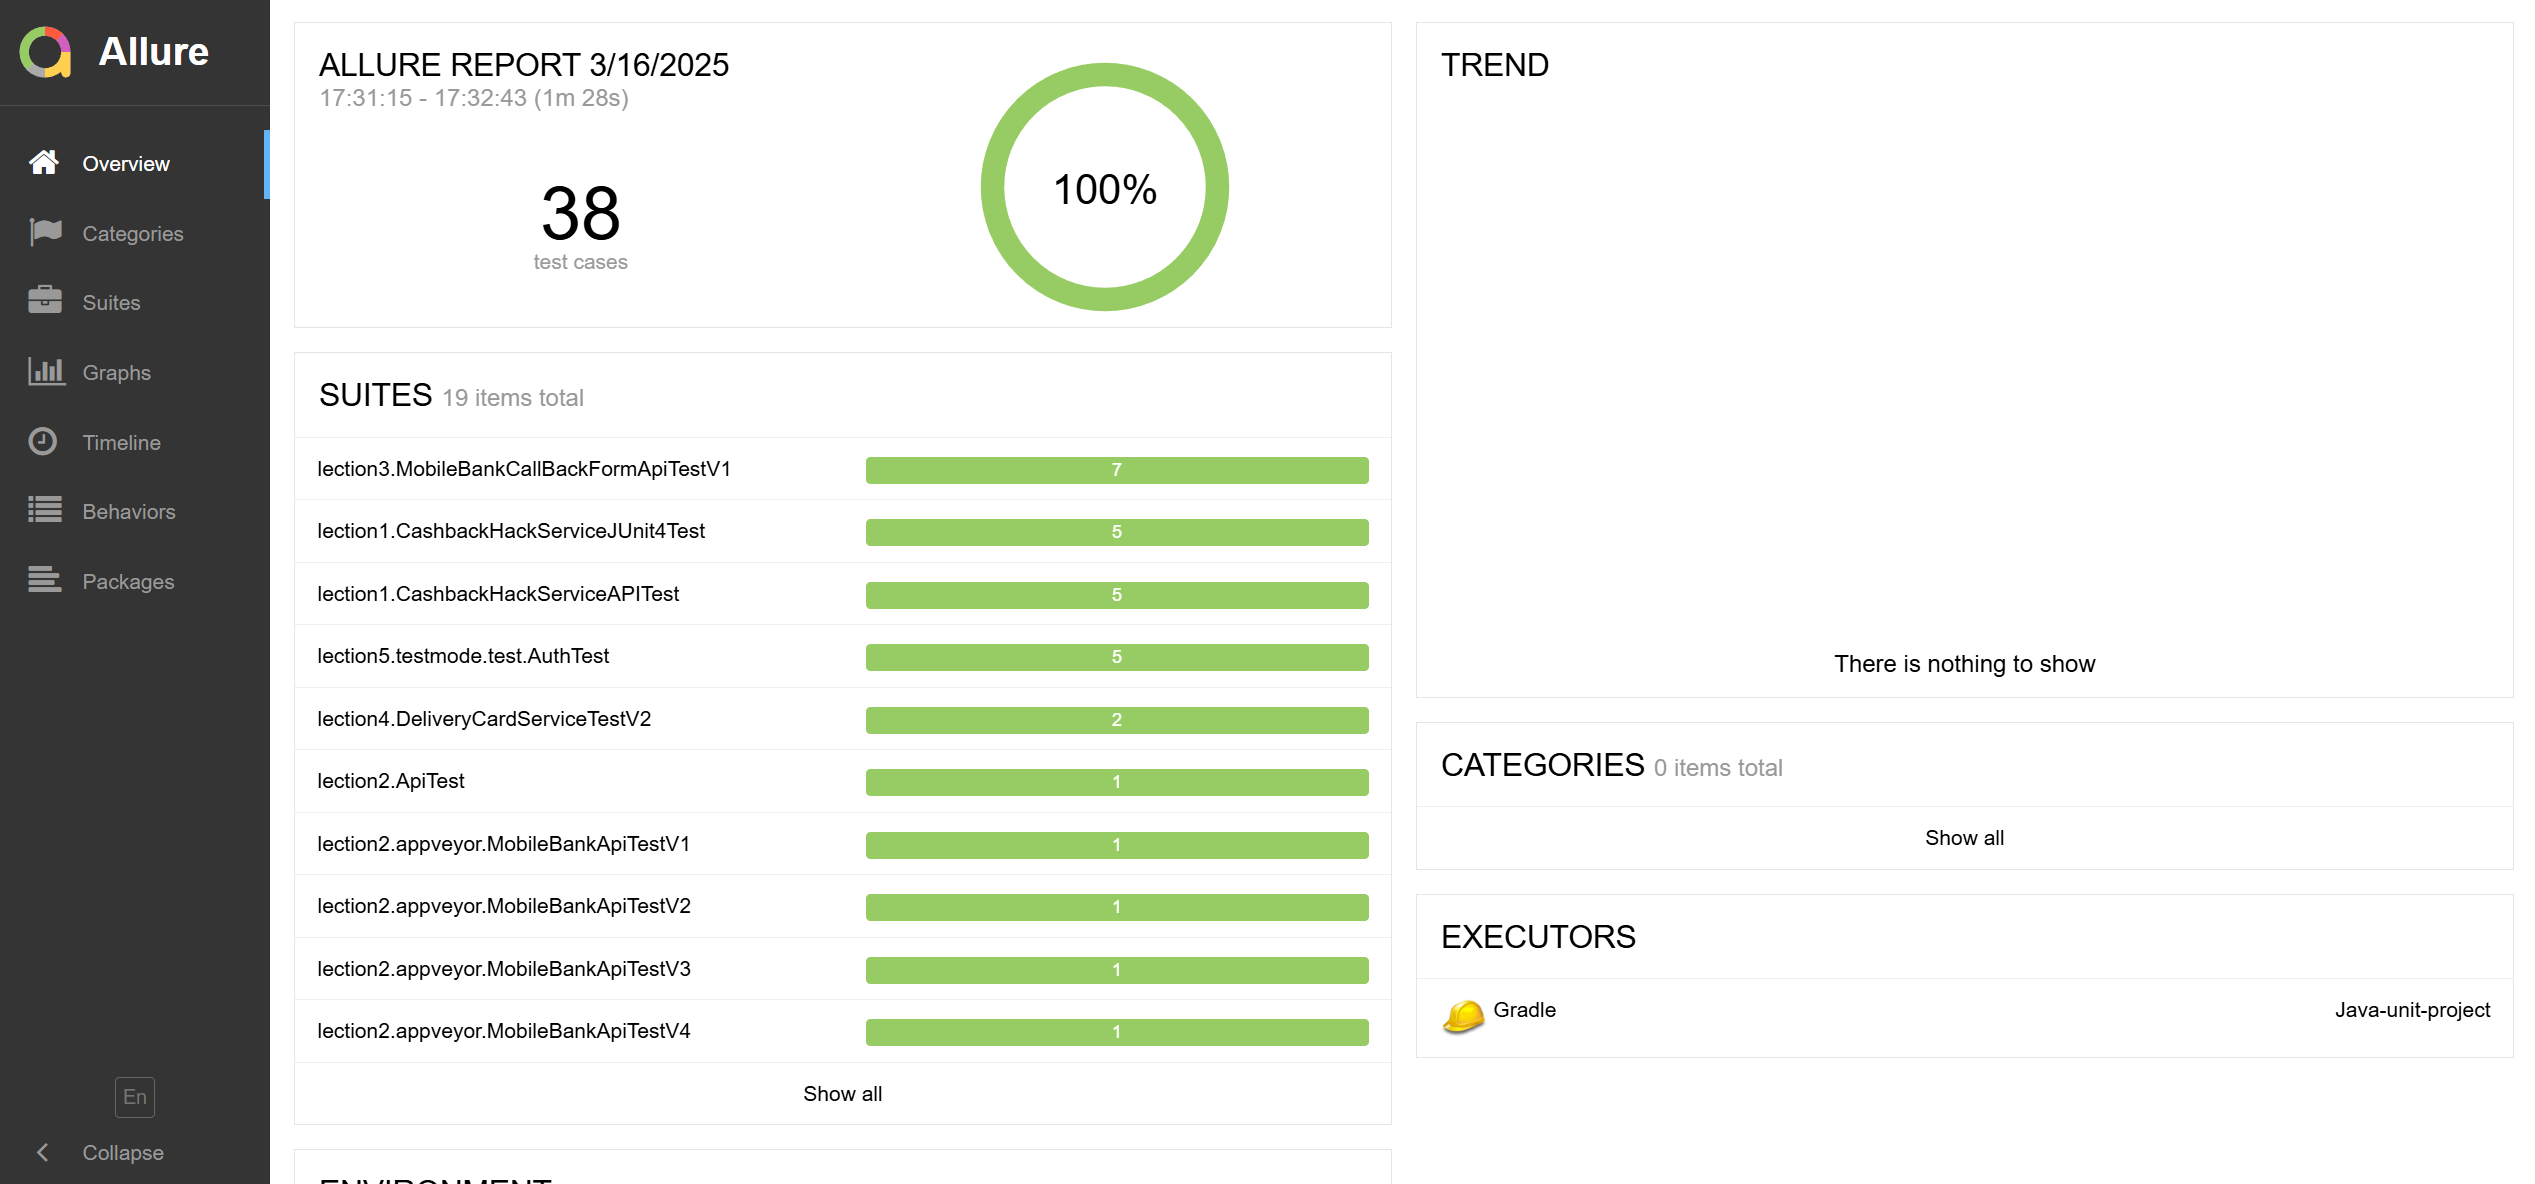 Allure
Overview
Categories
Suites
Graphs
Timeline
Behaviors
Packages
En
Collapse
ALLURE REPORT 3/16/2025
17:31:15 - 17:32:43 (1m 28s)
38
test cases
100%
SUITES 19 items total
lection3.MobileBankCallBackFormApiTestV1 7
lection1.CashbackHackServiceJUnit4Test 5
lection1.CashbackHackServiceAPITest 5
lection5.testmode.test.AuthTest 5
lection4.DeliveryCardServiceTestV2 2
lection2.ApiTest 1
lection2.appveyor.MobileBankApiTestV1 1
lection2.appveyor.MobileBankApiTestV2 1
lection2.appveyor.MobileBankApiTestV3 1
lection2.appveyor.MobileBankApiTestV4 1
Show all
ENVIRONMENT
TREND
There is nothing to show
CATEGORIES 0 items total
Show all
EXECUTORS
Gradle Java-unit-project